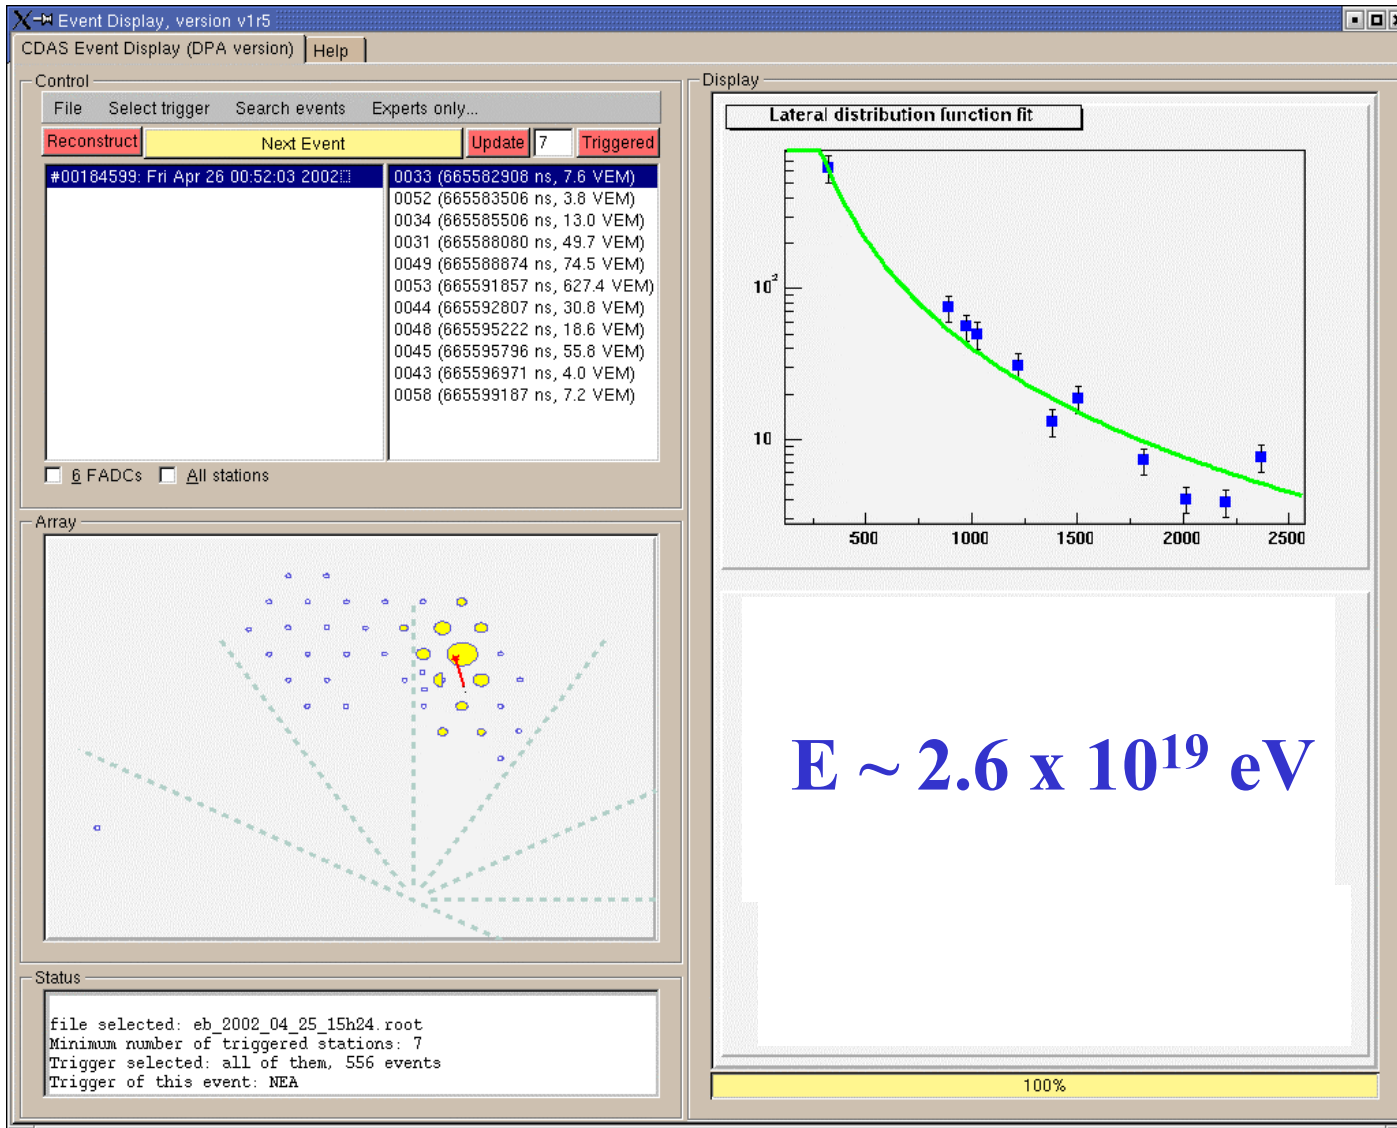 Event Display, version v1r5
CDAS Event Display (DPA version) Help
Control
File Select trigger Search events Experts only...
Reconstruct Next Event Update 7 Triggered
#00184599: Fri Apr 26 00:52:03 2002
0033 (665582908 ns, 7.6 VEM)
0052 (665583506 ns, 3.8 VEM)
0034 (665585506 ns, 13.0 VEM)
0031 (665588080 ns, 49.7 VEM)
0049 (665588874 ns, 74.5 VEM)
0053 (665591857 ns, 627.4 VEM)
0044 (665592807 ns, 30.8 VEM)
0048 (665595222 ns, 18.6 VEM)
0045 (665595796 ns, 55.8 VEM)
0043 (665596971 ns, 4.0 VEM)
0058 (665599187 ns, 7.2 VEM)
6 FADCs All stations
Array
Status
file selected: eb_2002_04_25_15h24.root
Minimum number of triggered stations: 7
Trigger selected: all of them, 556 events
Trigger of this event: NEA
Display
Lateral distribution function fit
10²
10
500 1000 1500 2000 2500
E ~ 2.6 x 10¹⁹ eV
100%